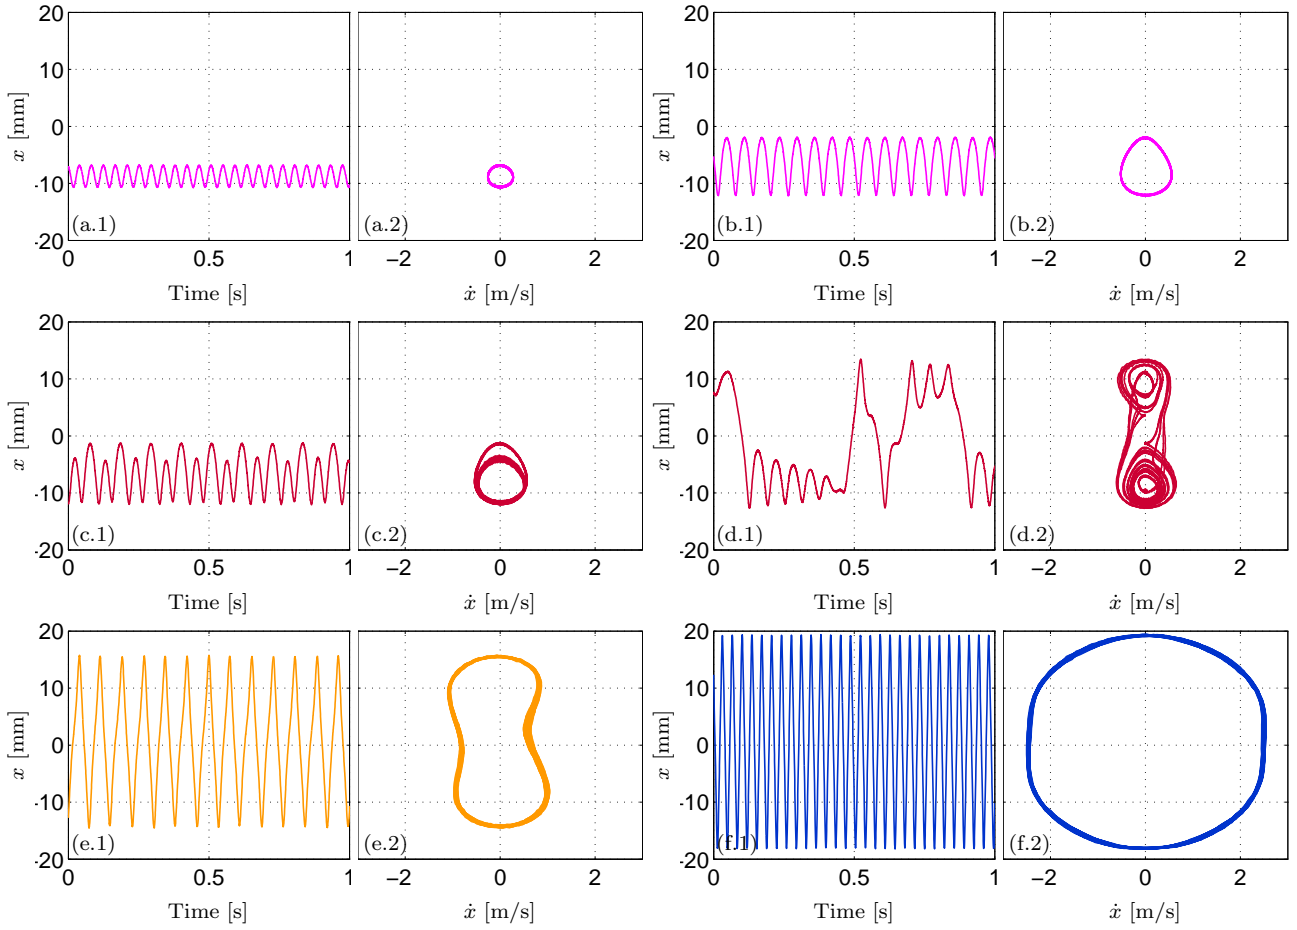 20
10
0
-10
-20
x [mm]
(a.1)
0 0.5 1
Time [s]
(a.2)
−2 0 2
ẋ [m/s]
20
10
0
-10
-20
x [mm]
(b.1)
0 0.5 1
Time [s]
(b.2)
−2 0 2
ẋ [m/s]
20
10
0
-10
-20
x [mm]
(c.1)
0 0.5 1
Time [s]
(c.2)
−2 0 2
ẋ [m/s]
20
10
0
-10
-20
x [mm]
(d.1)
0 0.5 1
Time [s]
(d.2)
−2 0 2
ẋ [m/s]
20
10
0
-10
-20
x [mm]
(e.1)
0 0.5 1
Time [s]
(e.2)
−2 0 2
ẋ [m/s]
20
10
0
-10
-20
x [mm]
(f.1)
0 0.5 1
Time [s]
(f.2)
−2 0 2
ẋ [m/s]